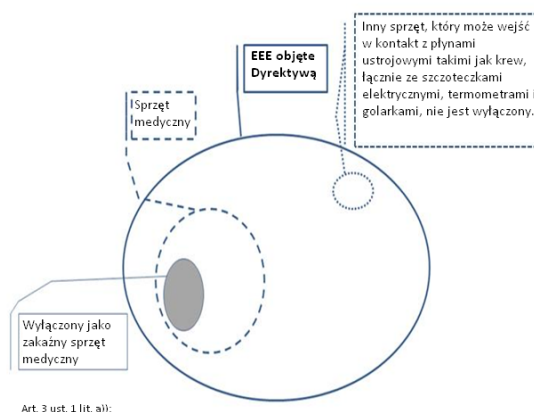 Inny sprzęt, który może wejść
w kontakt z płynami
ustrojowymi takimi jak krew,
łącznie ze szczoteczkami
elektrycznymi, termometrami i
golarkami, nie jest wyłączony.
EEE objęte
Dyrektywą
Sprzęt
medyczny
Wyłączony jako
zakaźny sprzęt
medyczny
Art. 3 ust. 1 lit. a)):